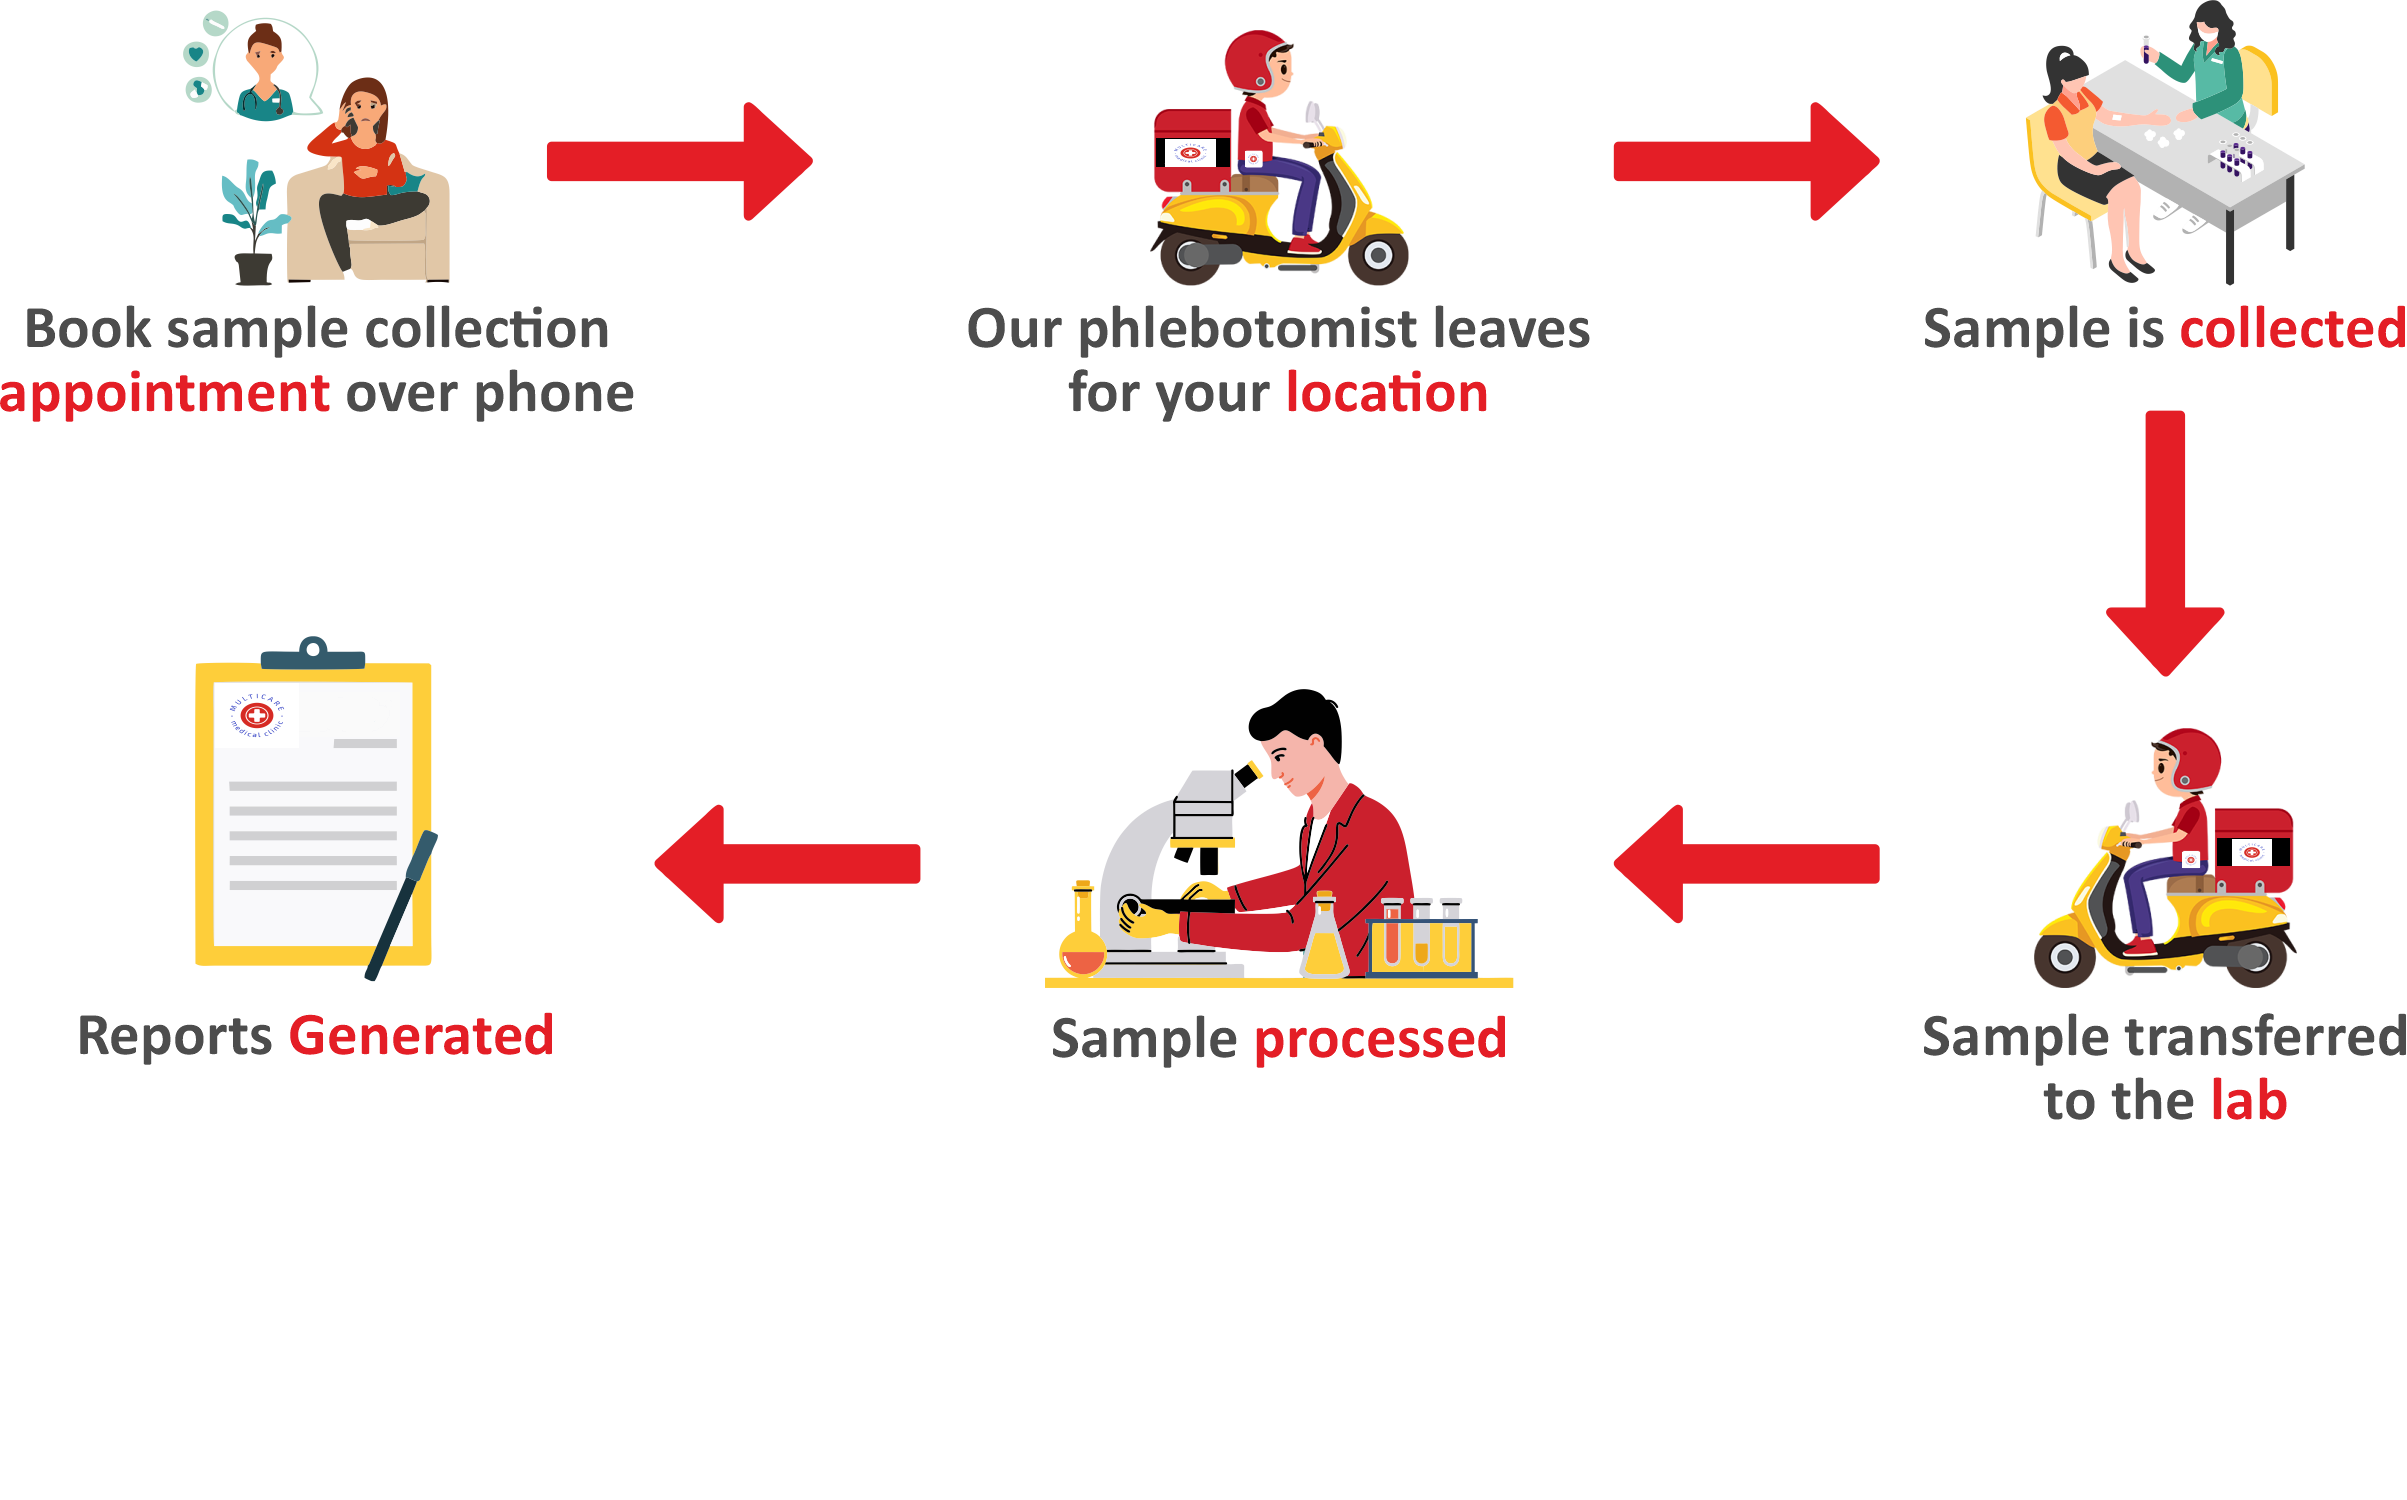 Book sample collection
appointment over phone
Our phlebotomist leaves
for your location
Sample is collected
Sample transferred
to the lab
Sample processed
MULTICARE
medical clinic
Reports Generated